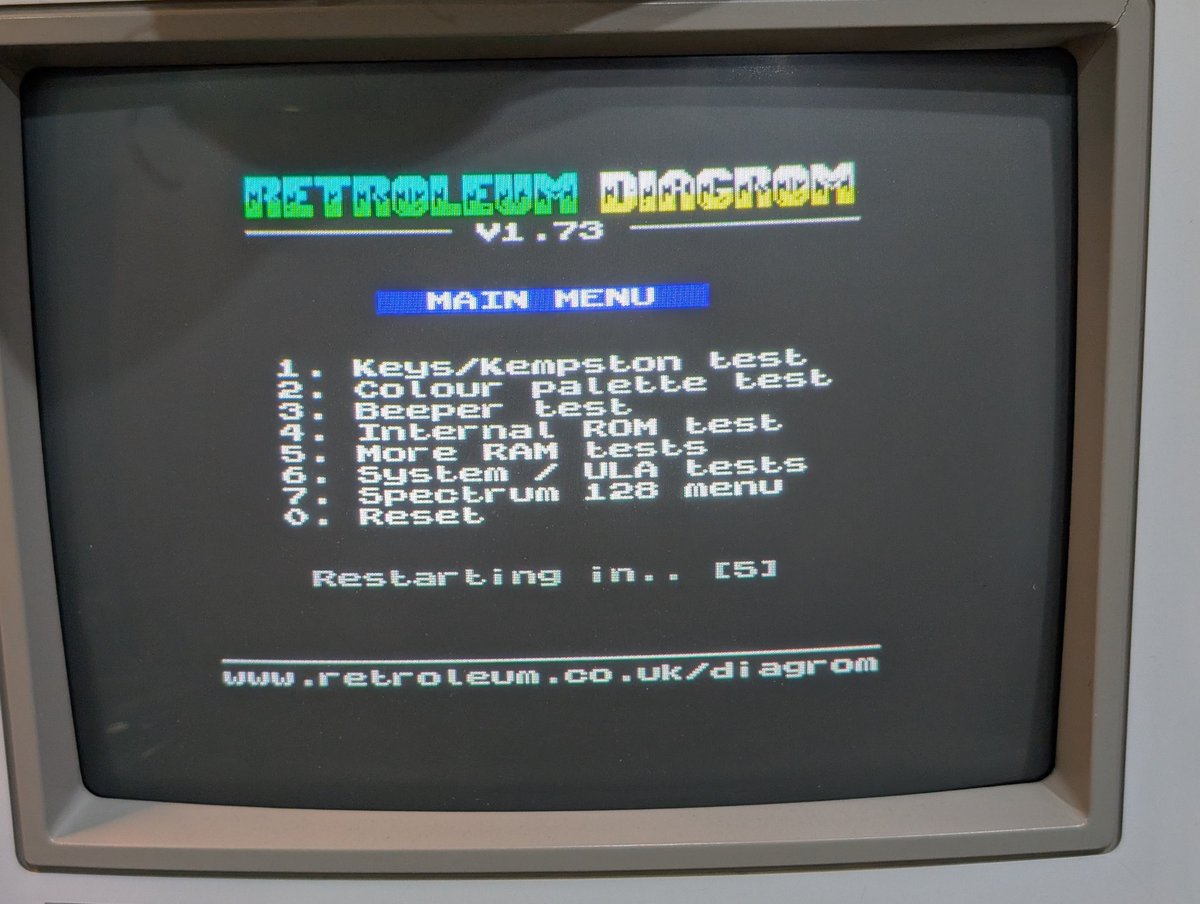 RETROLEUM DIAGROM
V1.73
MAIN MENU
1. Keys/Kempston test
2. Colour palette test
3. Beeper test
4. Internal ROM test
5. More RAM tests
6. System / ULA tests
7. Spectrum 128 menu
0. Reset
Restarting in.. [5]
www.retroleum.co.uk/diagrom